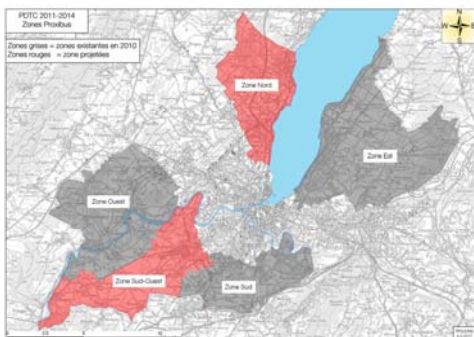 PDTC 2011-2014
Zones Proxibus
Zones grises = zones existantes en 2010
Zones rouges = zone projetées
N
W
E
S
Zone Nord
Zone Est
Zone Ouest
Zone Sud-Ouest
Zone Sud